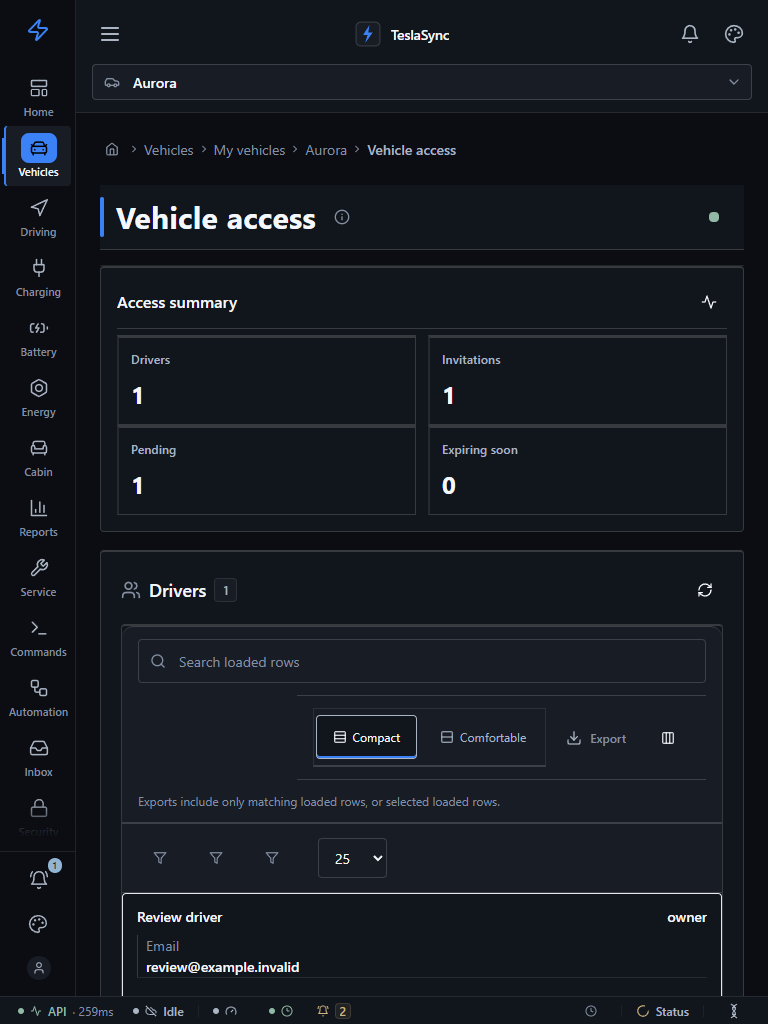 TeslaSync
Aurora
Home
Vehicles
Driving
Charging
Battery
Energy
Cabin
Reports
Service
Commands
Automation
Inbox
Security
1
Vehicles > My vehicles > Aurora > Vehicle access
Vehicle access
Access summary
Drivers
1
Invitations
1
Pending
1
Expiring soon
0
Drivers 1
Search loaded rows
Compact Comfortable Export
Exports include only matching loaded rows, or selected loaded rows.
25
Review driver owner
Email
review@example.invalid
API · 259ms Idle 2 Status